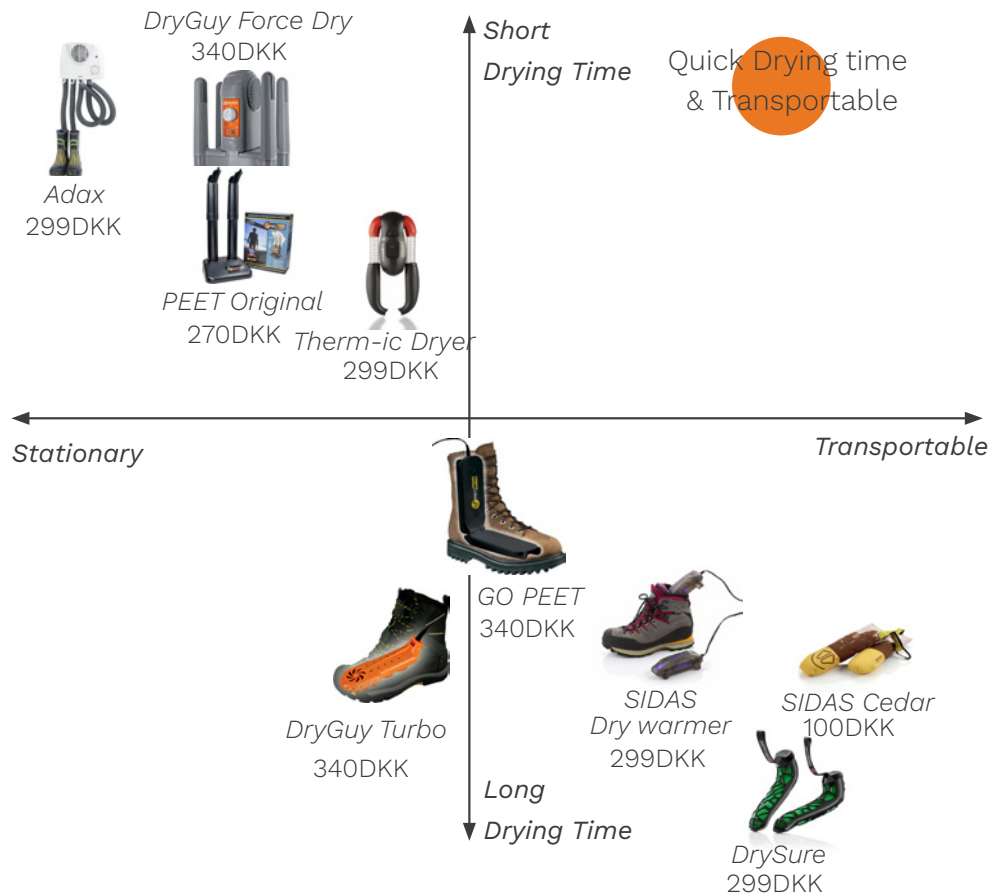 DryGuy Force Dry
340DKK
Short
Drying Time
Quick Drying time
& Transportable
Adax
299DKK
PEET Original
270DKK
Therm-ic Dryer
299DKK
Stationary
Transportable
GO PEET
340DKK
DryGuy Turbo
340DKK
SIDAS
Dry warmer
299DKK
SIDAS Cedar
100DKK
Long
Drying Time
DrySure
299DKK